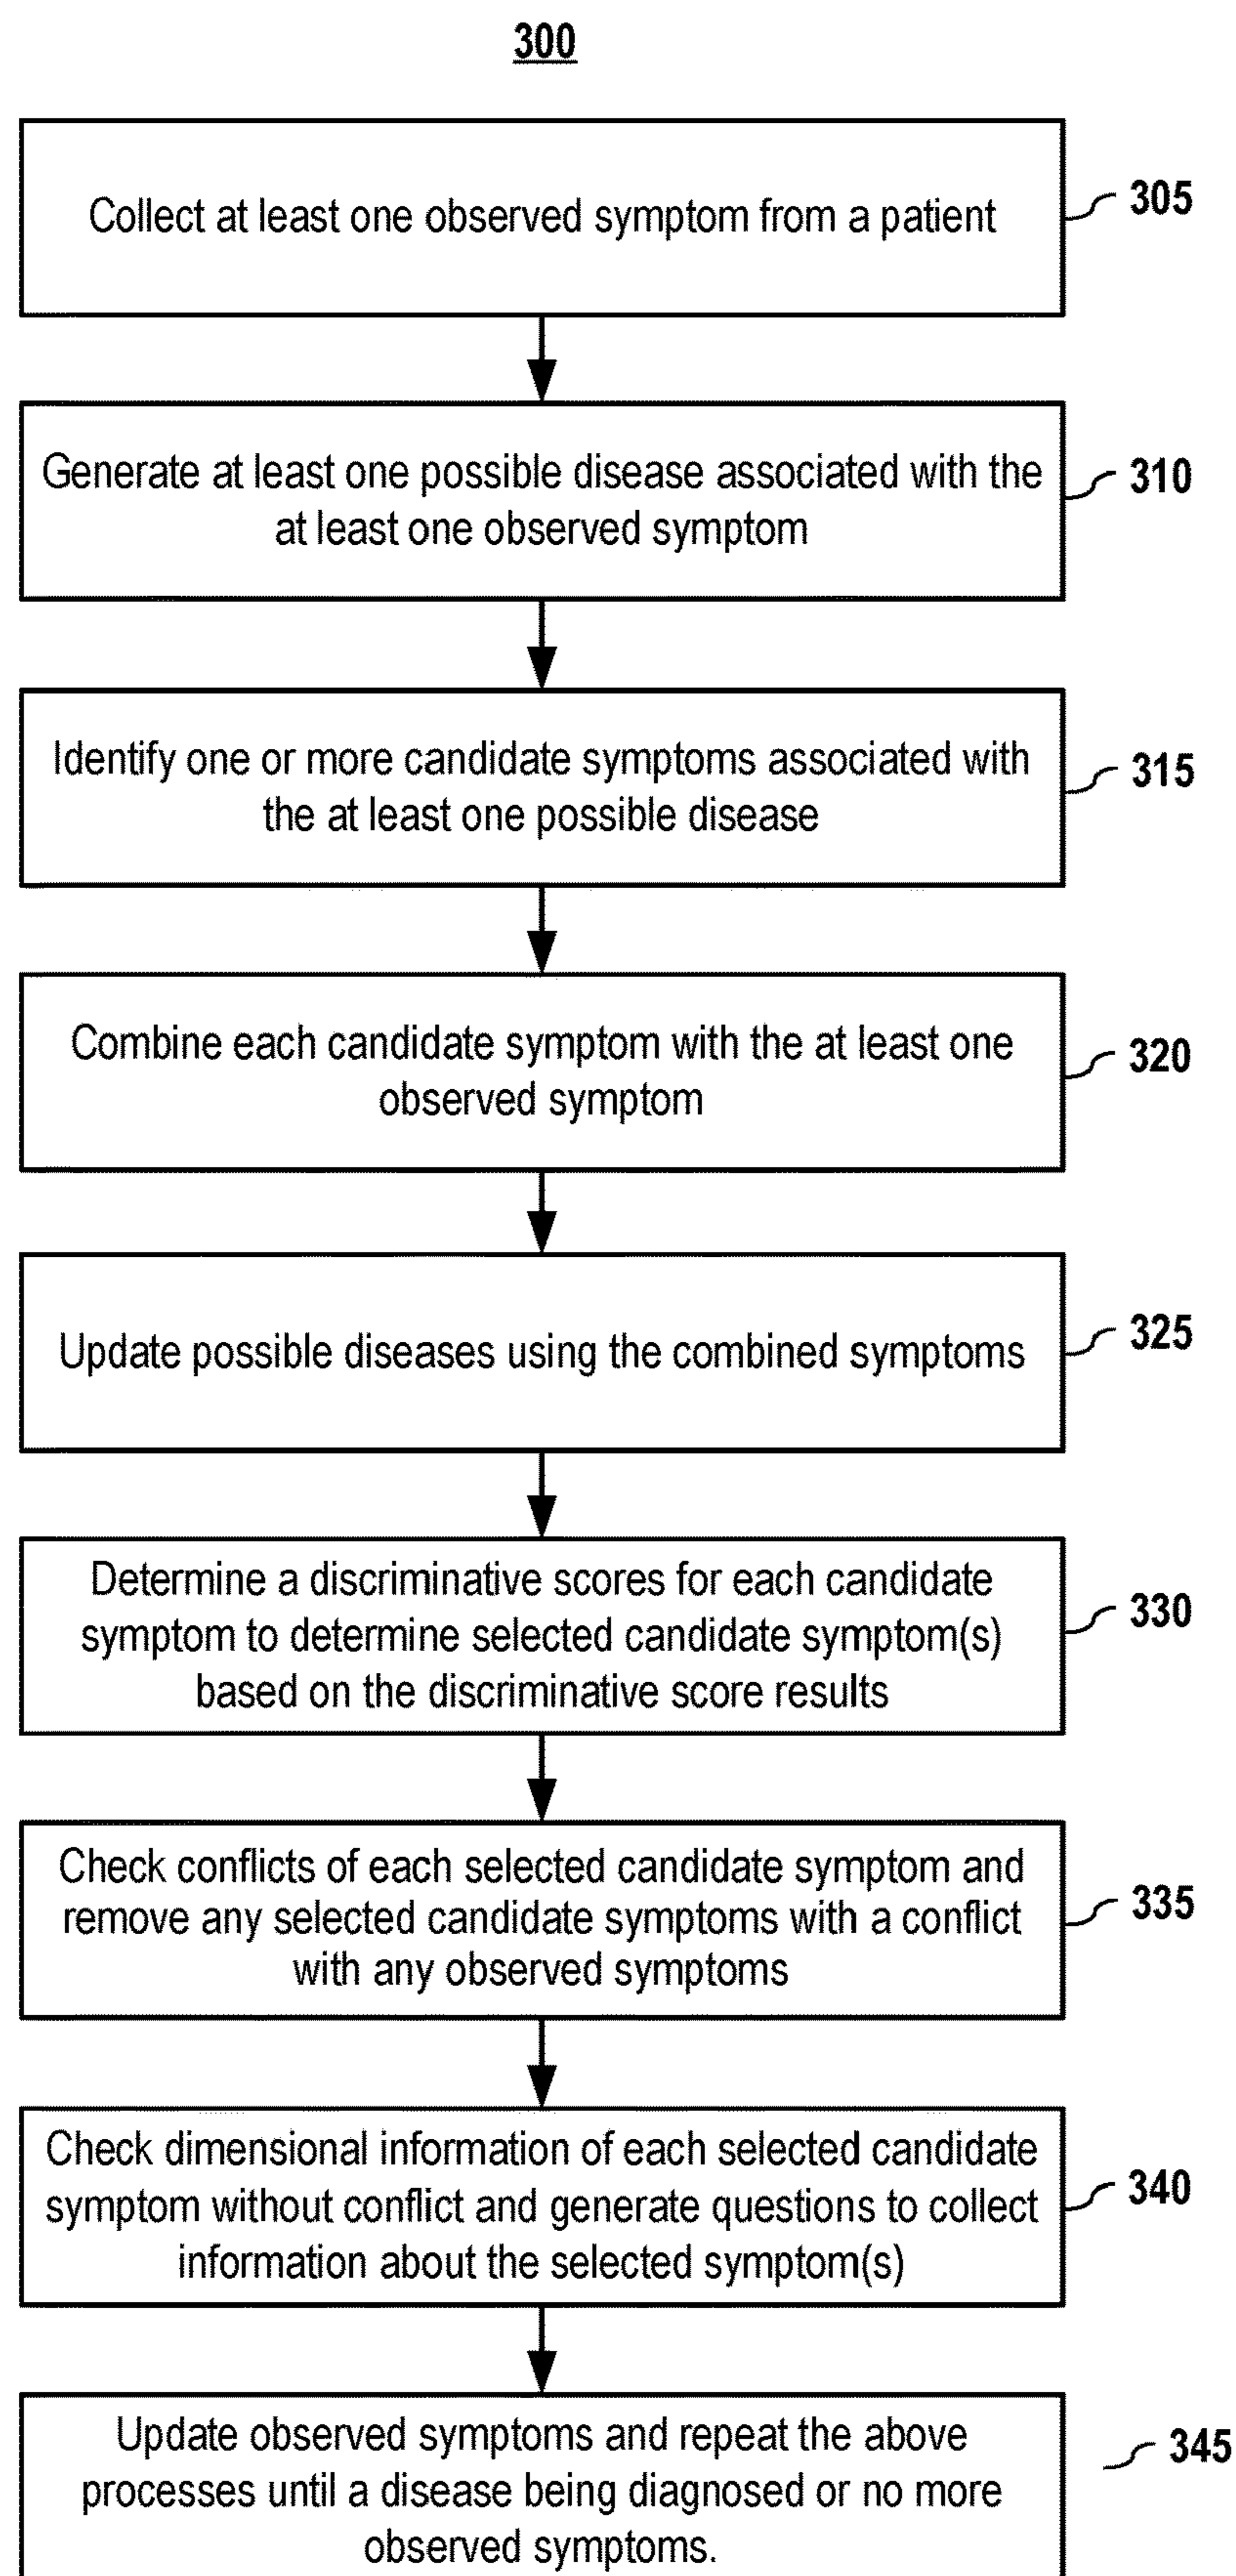 300
Collect at least one observed symptom from a patient
305
Generate at least one possible disease associated with the
at least one observed symptom
310
Identify one or more candidate symptoms associated with
the at least one possible disease
315
Combine each candidate symptom with the at least one
observed symptom
320
Update possible diseases using the combined symptoms
325
Determine a discriminative scores for each candidate
symptom to determine selected candidate symptom(s)
based on the discriminative score results
330
Check conflicts of each selected candidate symptom and
remove any selected candidate symptoms with a conflict
with any observed symptoms
335
Check dimensional information of each selected candidate
symptom without conflict and generate questions to collect
information about the selected symptom(s)
340
Update observed symptoms and repeat the above
processes until a disease being diagnosed or no more
observed symptoms.
345